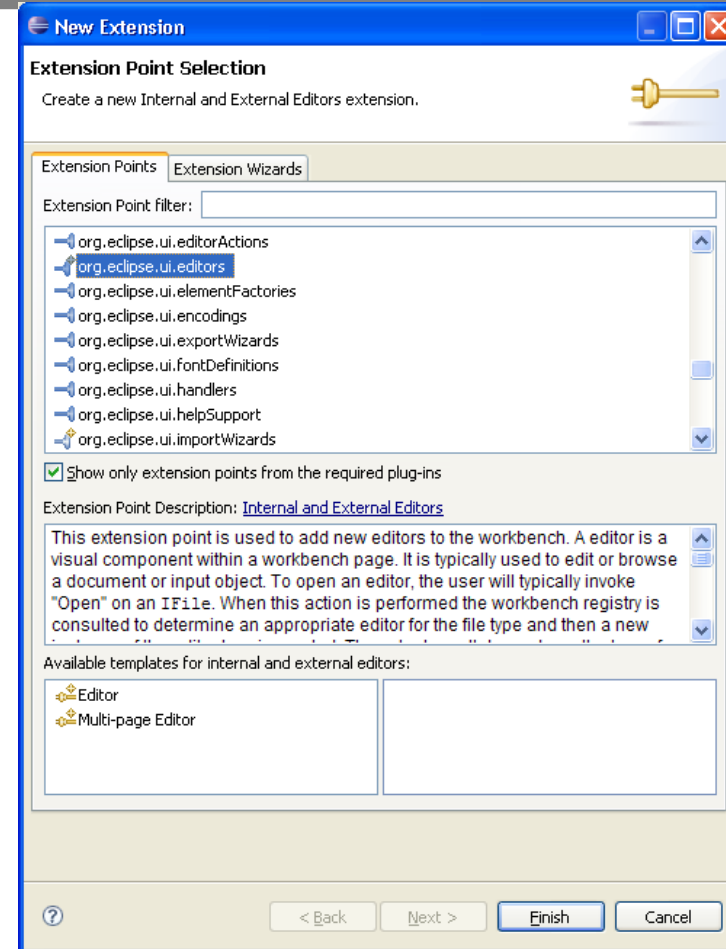 New Extension
Extension Point Selection
Create a new Internal and External Editors extension.
Extension Points
Extension Wizards
Extension Point filter:
org.eclipse.ui.editorActions
org.eclipse.ui.editors
org.eclipse.ui.elementFactories
org.eclipse.ui.encodings
org.eclipse.ui.exportWizards
org.eclipse.ui.fontDefinitions
org.eclipse.ui.handlers
org.eclipse.ui.helpSupport
org.eclipse.ui.importWizards
Show only extension points from the required plug-ins
Extension Point Description: Internal and External Editors
This extension point is used to add new editors to the workbench. A editor is a
visual component within a workbench page. It is typically used to edit or browse
a document or input object. To open an editor, the user will typically invoke
"Open" on an IFile. When this action is performed the workbench registry is
consulted to determine an appropriate editor for the file type and then a new
Available templates for internal and external editors:
Editor
Multi-page Editor
?
< Back
Next >
Finish
Cancel